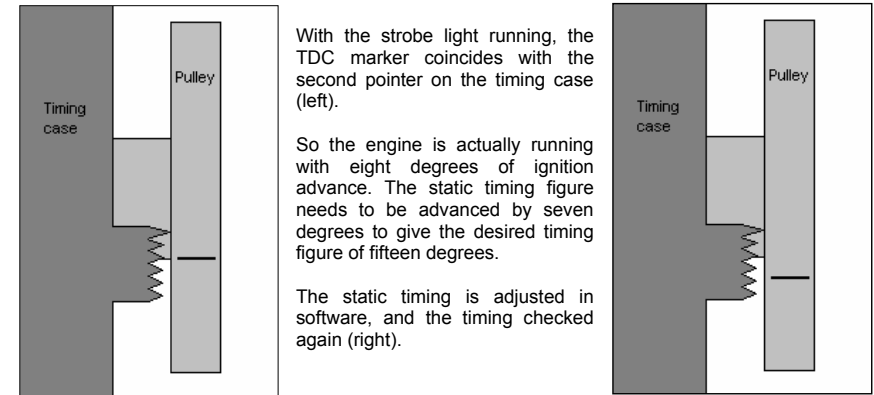 Timing
case
Pulley
With the strobe light running, the
TDC marker coincides with the
second pointer on the timing case
(left).
So the engine is actually running
with eight degrees of ignition
advance. The static timing figure
needs to be advanced by seven
degrees to give the desired timing
figure of fifteen degrees.
The static timing is adjusted in
software, and the timing checked
again (right).
Timing
case
Pulley